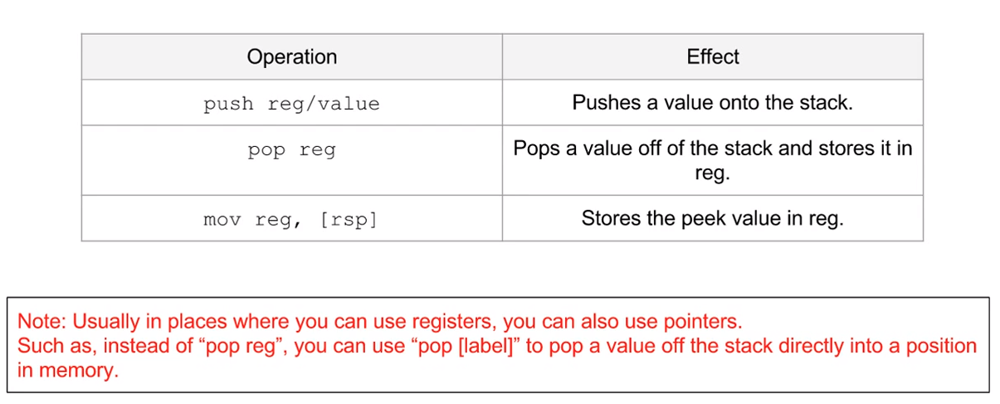 Operation
Effect
push reg/value
Pushes a value onto the stack.
pop reg
Pops a value off of the stack and stores it in
reg.
mov reg, [rsp]
Stores the peek value in reg.
Note: Usually in places where you can use registers, you can also use pointers.
Such as, instead of “pop reg”, you can use “pop [label]” to pop a value off the stack directly into a position
in memory.